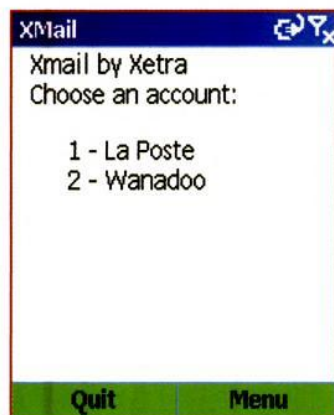 XMail
Xmail by Xetra
Choose an account:
1 - La Poste
2 - Wanadoo
Quit Menu